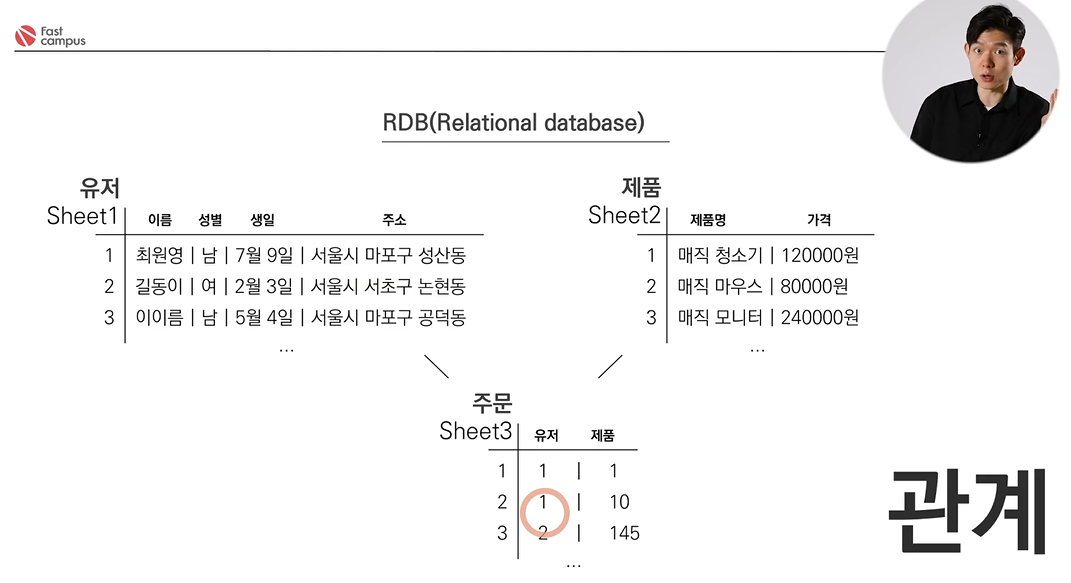 Fast
campus
RDB(Relational database)
유저
Sheet1 이름 성별 생일 주소
1 최원영 | 남 | 7월 9일 | 서울시 마포구 성산동
2 길동이 | 여 | 2월 3일 | 서울시 서초구 논현동
3 이이름 | 남 | 5월 4일 | 서울시 마포구 공덕동
...
제품
Sheet2 제품명 가격
1 매직 청소기 | 120000원
2 매직 마우스 | 80000원
3 매직 모니터 | 240000원
...
주문
Sheet3 유저 제품
1 1 | 1
2 1 | 10
3 2 | 145
...
관계